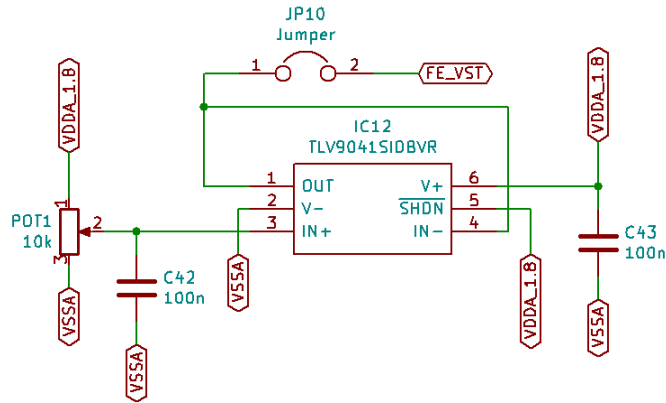 JP10
Jumper
1
2
FE_VST
VDDA_1.8
VDDA_1.8
IC12
TLV9041SIDBVR
1
OUT
V+
6
2
V-
SHDN
5
3
IN+
IN-
4
POT1
10k
1
2
3
C42
100n
C43
100n
VSSA
VSSA
VSSA
VDDA_1.8
VSSA